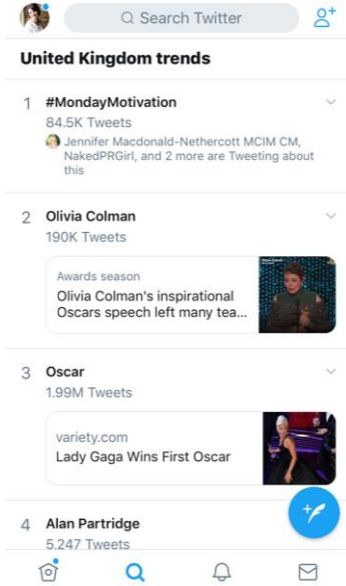 Search Twitter
United Kingdom trends
1 #MondayMotivation
84.5K Tweets
Jennifer Macdonald-Nethercott MCIM CM,
NakedPRGirl, and 2 more are Tweeting about
this
2 Olivia Colman
190K Tweets
Awards season
Olivia Colman's inspirational
Oscars speech left many tea...
3 Oscar
1.99M Tweets
variety.com
Lady Gaga Wins First Oscar
4 Alan Partridge
5,247 Tweets